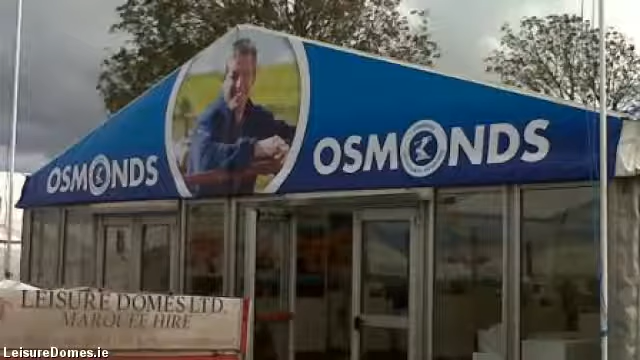 OSMONDS
OSMONDS
LEISURE DOMES LTD.
MARQUEE HIRE
LeisureDomes.ie